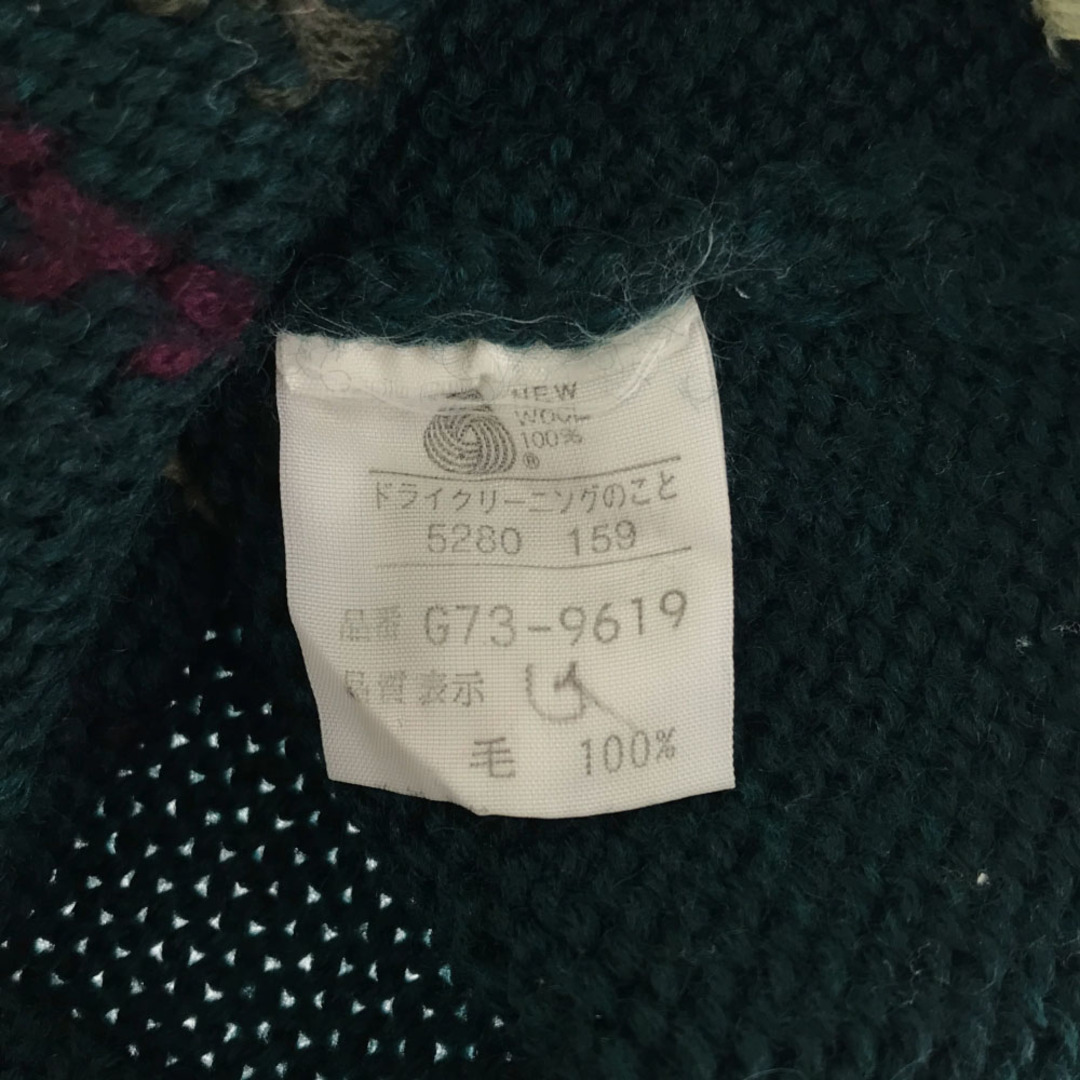 NEW
WOOL
100%
®
ドライクリーニングのこと
5280 159
品番 G73-9619
品質表示
毛 100%